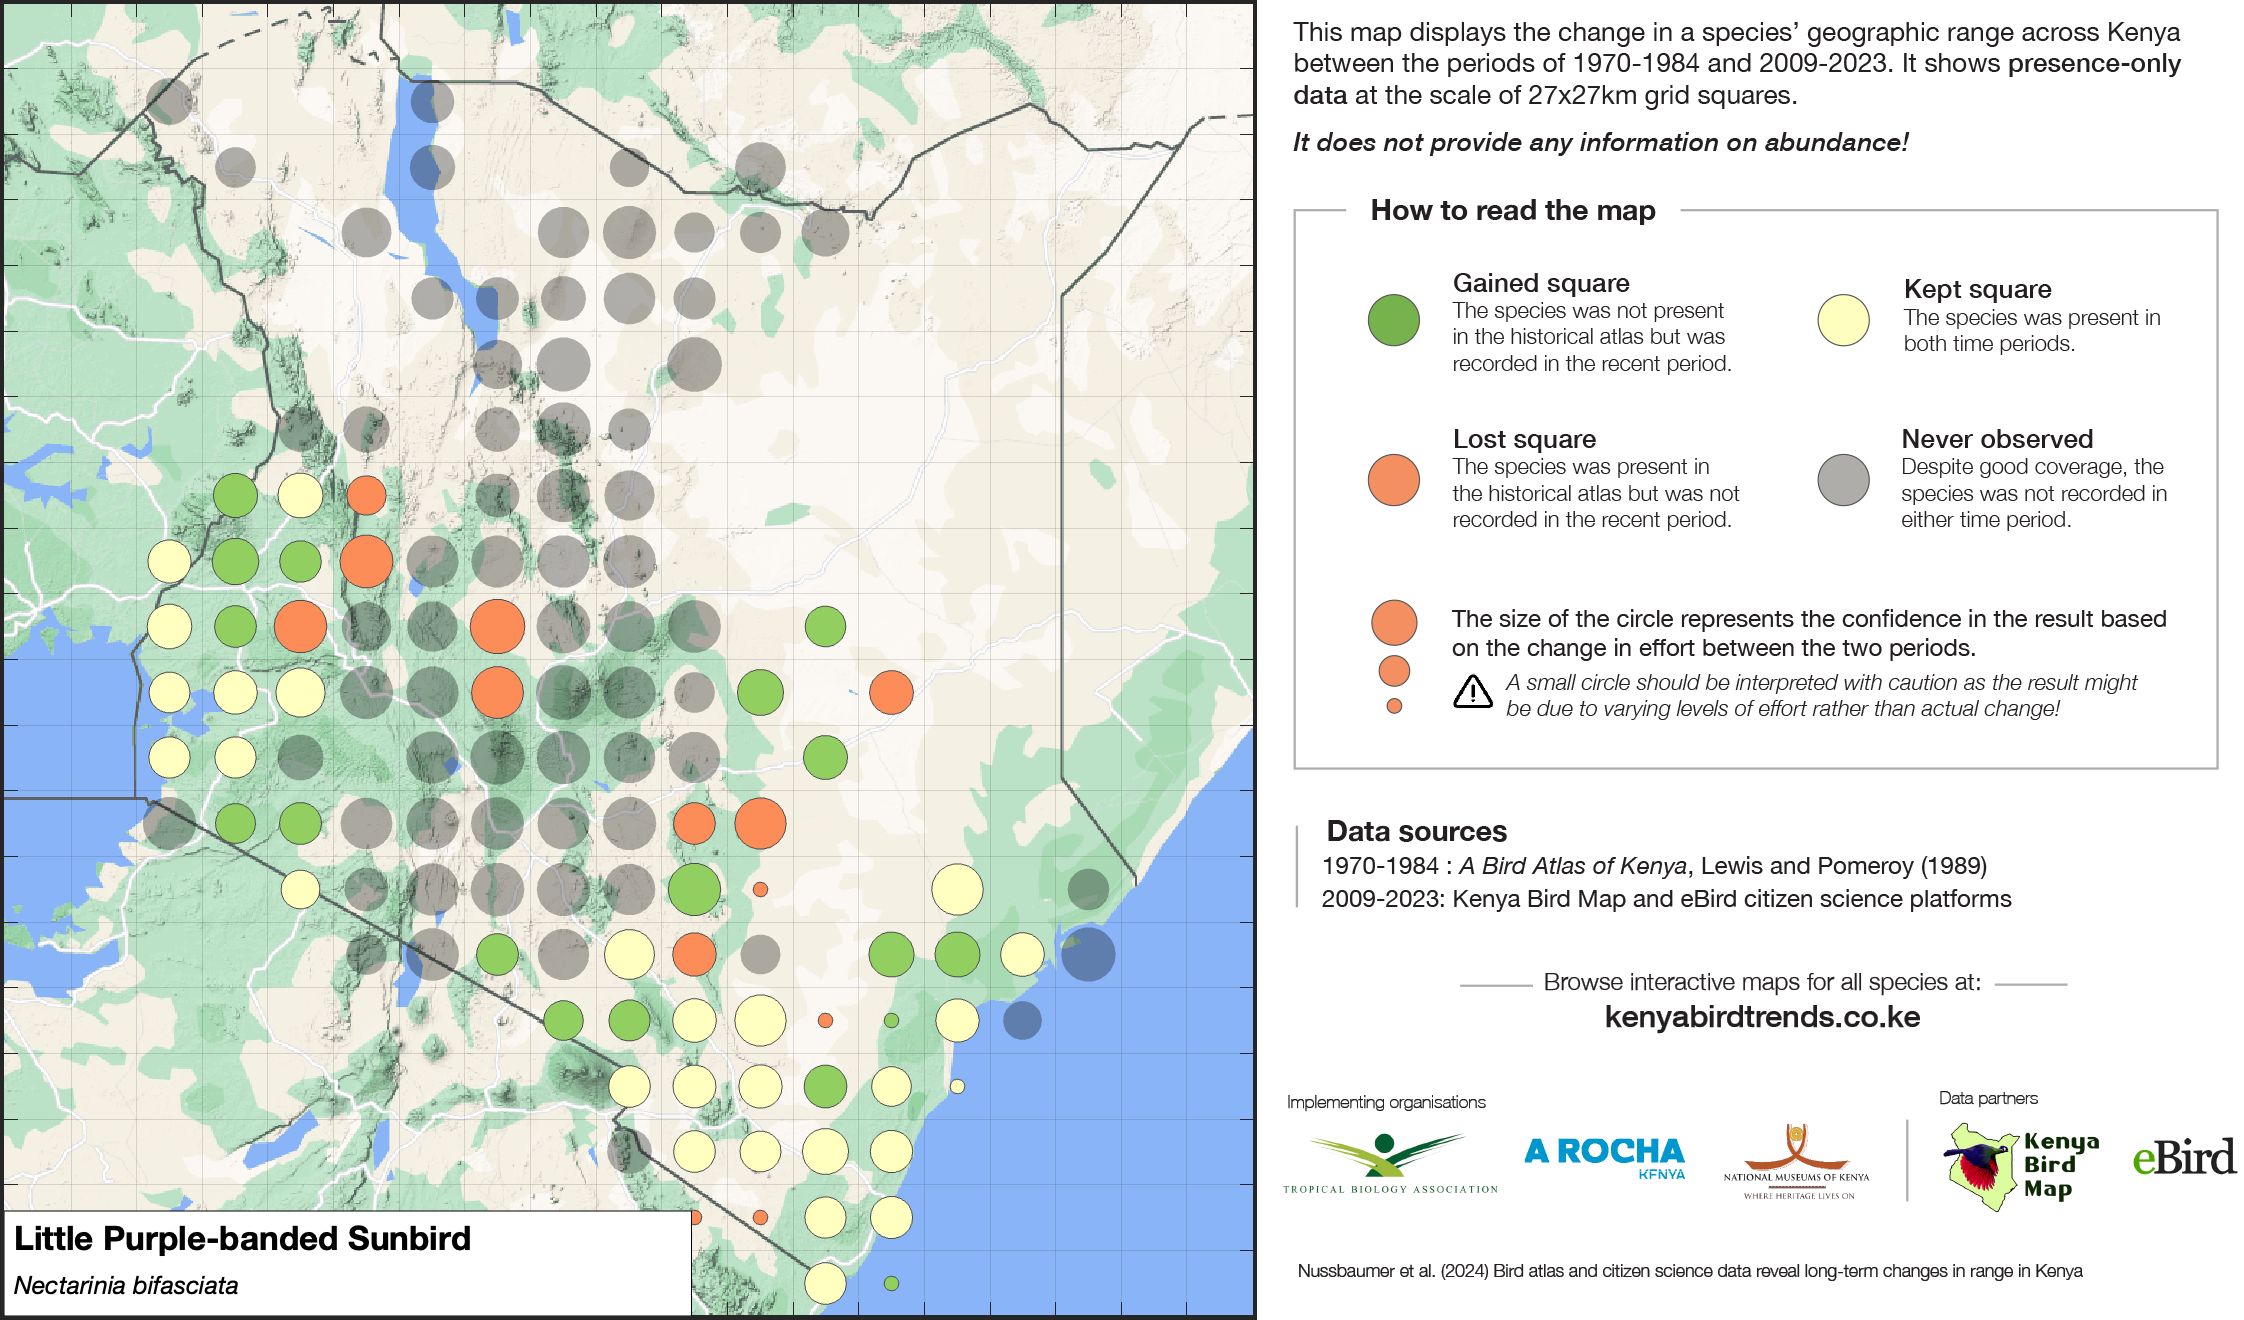 This map displays the change in a species’ geographic range across Kenya
between the periods of 1970-1984 and 2009-2023. It shows presence-only
data at the scale of 27x27km grid squares.
It does not provide any information on abundance!
How to read the map
Gained square
The species was not present
in the historical atlas but was
recorded in the recent period.
Kept square
The species was present in
both time periods.
Lost square
The species was present in
the historical atlas but was not
recorded in the recent period.
Never observed
Despite good coverage, the
species was not recorded in
either time period.
The size of the circle represents the confidence in the result based
on the change in effort between the two periods.
A small circle should be interpreted with caution as the result might
be due to varying levels of effort rather than actual change!
Data sources
1970-1984 : A Bird Atlas of Kenya, Lewis and Pomeroy (1989)
2009-2023: Kenya Bird Map and eBird citizen science platforms
Browse interactive maps for all species at:
kenyabirdtrends.co.ke
Implementing organisations
Data partners
TROPICAL BIOLOGY ASSOCIATION
A ROCHA
KENYA
NATIONAL MUSEUMS OF KENYA
WHERE HERITAGE LIVES ON
Kenya
Bird
Map
eBird
Little Purple-banded Sunbird
Nectarinia bifasciata
Nussbaumer et al. (2024) Bird atlas and citizen science data reveal long-term changes in range in Kenya